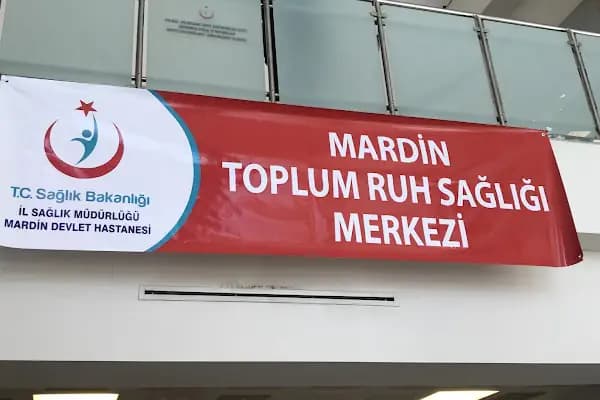 T.C. Sağlık Bakanlığı
İL SAĞLIK MÜDÜRLÜĞÜ
MARDİN DEVLET HASTANESİ
MARDİN
TOPLUM RUH SAĞLIĞI
MERKEZİ